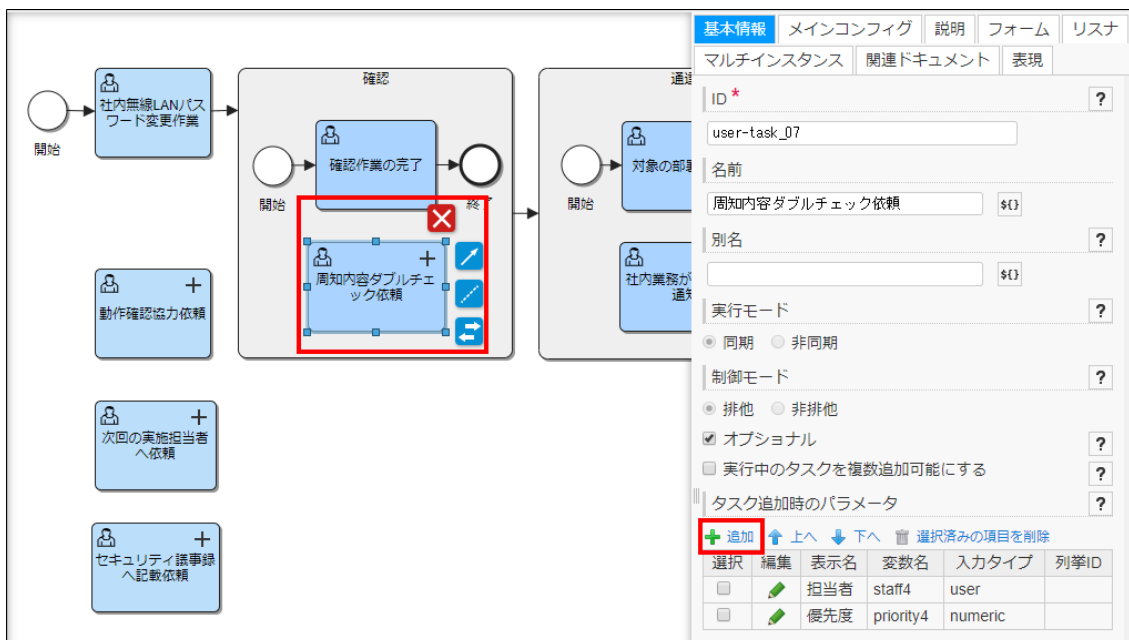 開始
社内無線LANパス
ワード変更作業
動作確認協力依頼
次回の実施担当者
へ依頼
セキュリティ議事録
へ記載依頼
確認
開始
確認作業の完了
終了
周知内容ダブルチェ
ック依頼
開始
対象の部
社内業務が
基本情報 メインコンフィグ 説明 フォーム リスナ
マルチインスタンス 関連ドキュメント 表現
ID * ?
user-task_07
名前
周知内容ダブルチェック依頼 ${}
別名 ?
${}
実行モード ?
同期 非同期
制御モード ?
排他 非排他
オプショナル ?
実行中のタスクを複数追加可能にする ?
タスク追加時のパラメータ ?
追加 上へ 下へ 選択済みの項目を削除
選択 編集 表示名 変数名 入力タイプ 列挙ID
担当者 staff4 user
優先度 priority4 numeric